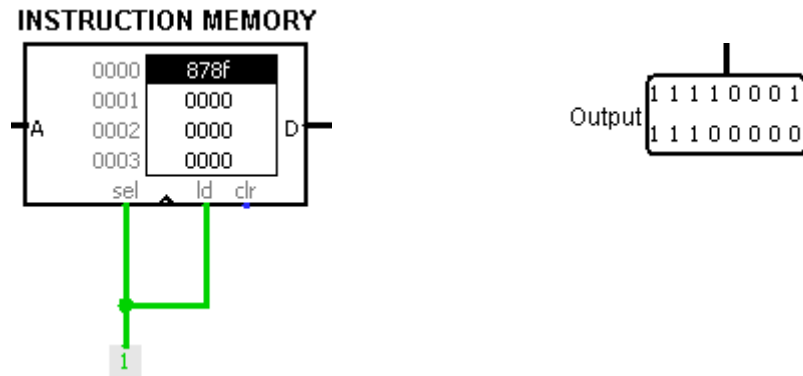 INSTRUCTION MEMORY
0000 878f
0001 0000
A 0002 0000 D
0003 0000
sel ld clr
1
Output
1 1 1 1 0 0 0 1
1 1 1 0 0 0 0 0